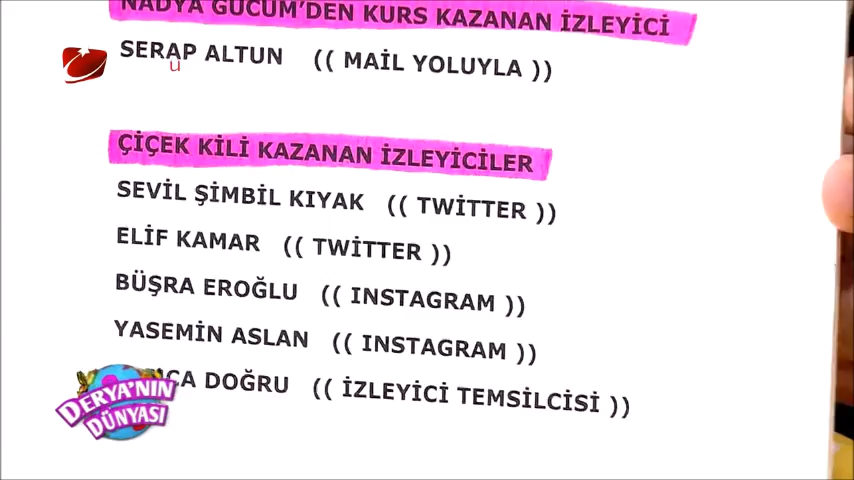 NADYA GÜCÜM'DEN KURS KAZANAN İZLEYİCİ
SERAP ALTUN (( MAİL YOLUYLA ))
ÇİÇEK KİLİ KAZANAN İZLEYİCİLER
SEVİL ŞİMBİL KIYAK (( TWİTTER ))
ELİF KAMAR (( TWİTTER ))
BÜŞRA EROĞLU (( INSTAGRAM ))
YASEMİN ASLAN (( INSTAGRAM ))
DOĞRU (( İZLEYİCİ TEMSİLCİSİ ))
DERYA'NIN
DÜNYASI